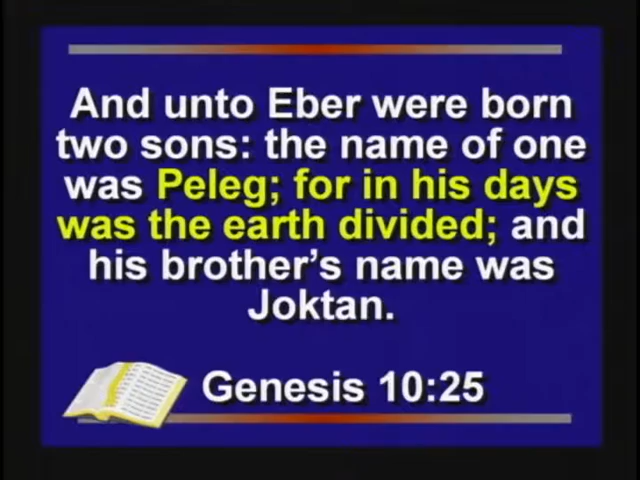 And unto Eber were born
two sons: the name of one
was Peleg; for in his days
was the earth divided; and
his brother’s name was
Joktan.
Genesis 10:25